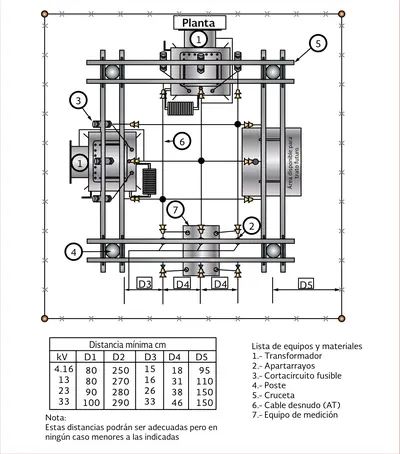 Planta
1
5
3
6
Área disponible para
trafo futuro
1
7
2
4
D3
D4
D4
D5
Distancia mínima cm
kV D1 D2 D3 D4 D5
4.16 80 250 15 18 95
13 80 270 16 31 110
23 90 280 26 38 150
33 100 290 33 46 150
Nota:
Estas distancias podrán ser adecuadas pero en
ningún caso menores a las indicadas
Lista de equipos y materiales
1.- Transformador
2.- Apartarrayos
3.- Cortacircuito fusible
4.- Poste
5.- Cruceta
6.- Cable desnudo (AT)
7.- Equipo de medición